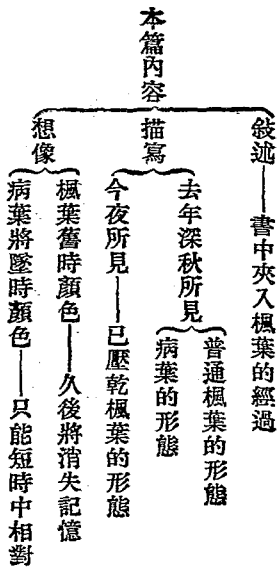 本篇內容
敍述——書中夾入楓葉的經過
描寫
去年深秋所見
普通楓葉的形態
病葉的形態
今夜所見——已壓乾楓葉的形態
想像
楓葉舊時顏色——久後將消失記憶
病葉將墜時顏色——只能短時中相對